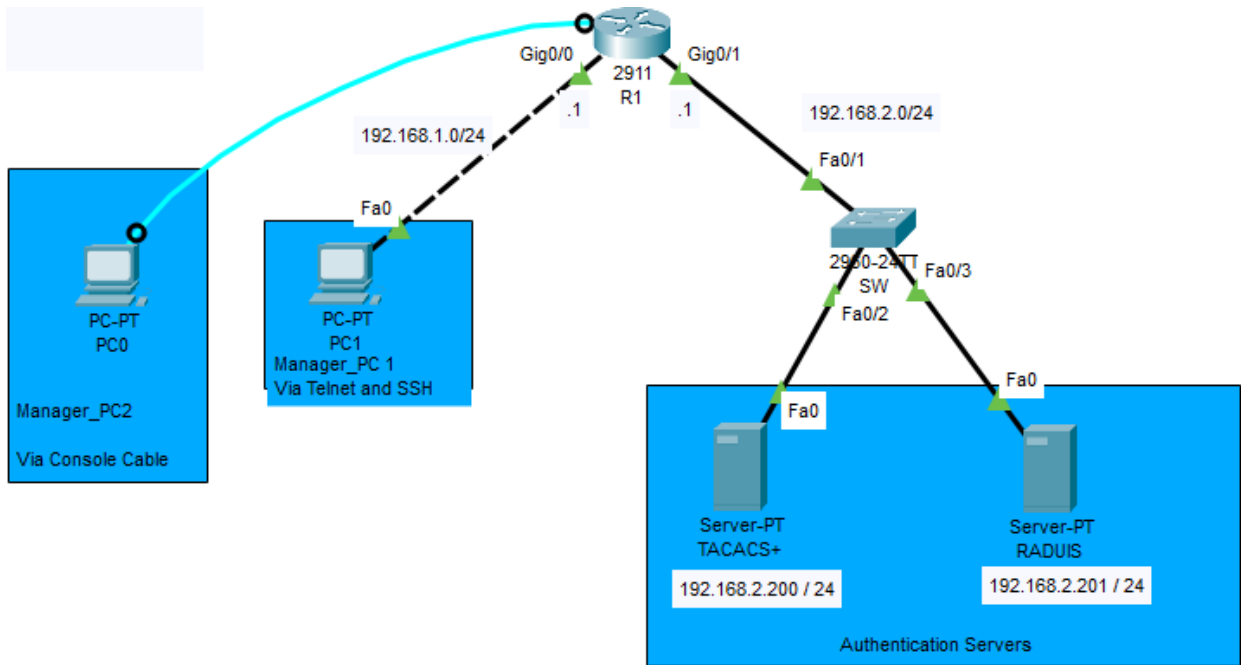 Gig0/0
Gig0/1
2911
R1
.1
.1
192.168.1.0/24
192.168.2.0/24
Fa0/1
Fa0
PC-PT
PC0
Manager_PC2
Via Console Cable
PC-PT
PC1
Manager_PC 1
Via Telnet and SSH
2960-24TT
SW
Fa0/3
Fa0/2
Fa0
Fa0
Server-PT
TACACS+
192.168.2.200 / 24
Server-PT
RADUIS
192.168.2.201 / 24
Authentication Servers